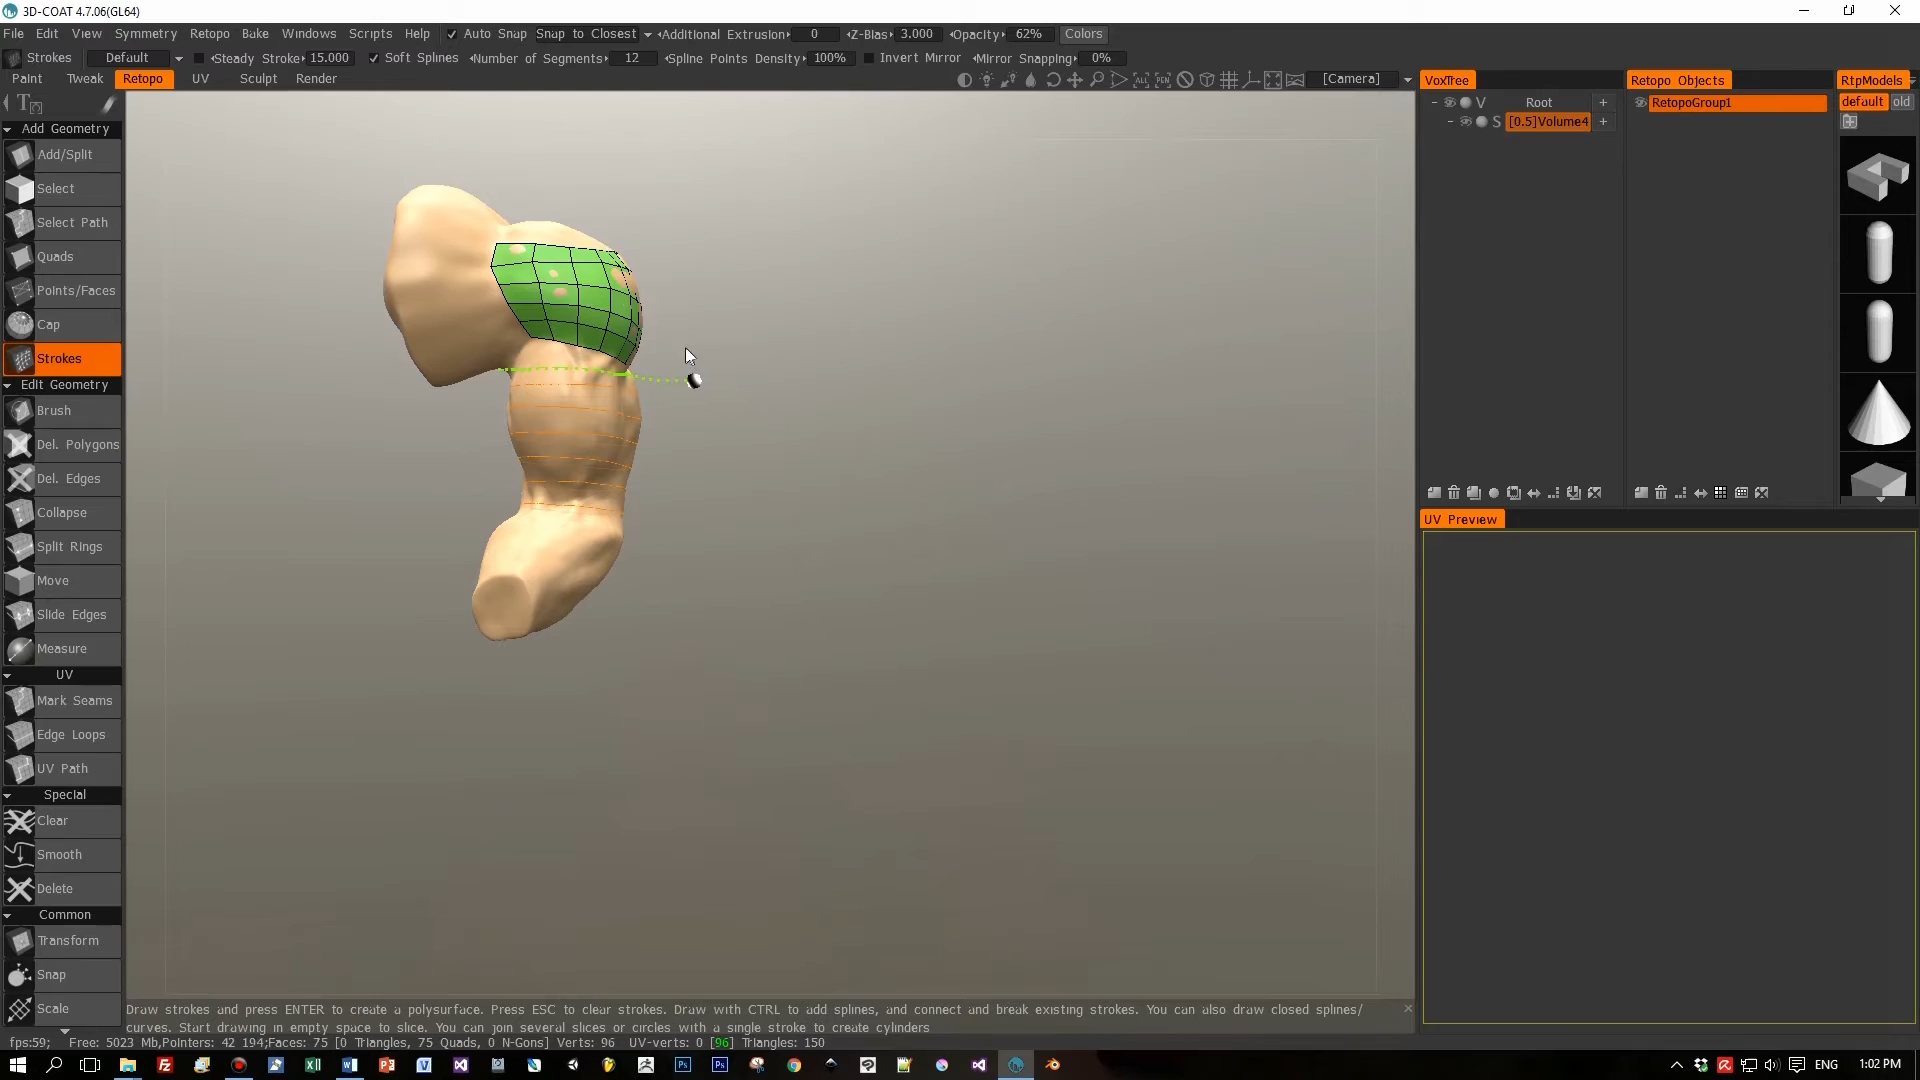 3D-COAT 4.7.06(GL64)
File Edit View Symmetry Retopo Bake Windows Scripts Help Auto Snap Snap to Closest Additional Extrusion 0 Z-Bias 3.000 Opacity 62% Colors
Strokes Default Steady Stroke 15.000 Soft Splines Number of Segments 12 Spline Points Density 100% Invert Mirror Mirror Snapping 0%
Paint Tweak Retopo UV Sculpt Render [Camera] VoxTree Retopo Objects RtpModels
V Root + RetopoGroup1 default old
S [0.5]Volume4 +
Add Geometry
Add/Split
Select
Select Path
Quads
Points/Faces
Cap
Strokes
Edit Geometry
Brush
Del. Polygons
Del. Edges
Collapse
Split Rings
Move
Slide Edges
Measure
UV
Mark Seams
Edge Loops
UV Path
Special
Clear
Smooth
Delete
Common
Transform
Snap
Scale
UV Preview
Draw strokes and press ENTER to create a polysurface. Press ESC to clear strokes. Draw with CTRL to add splines, and connect and break existing strokes. You can also draw closed splines/
curves. Start drawing in empty space to slice. You can join several slices or circles with a single stroke to create cylinders
fps:59; Free: 5023 Mb,Pointers: 42 194;Faces: 75 [0 Triangles, 75 Quads, 0 N-Gons] Verts: 96 UV-verts: 0 [96] Triangles: 150
ENG 1:02 PM